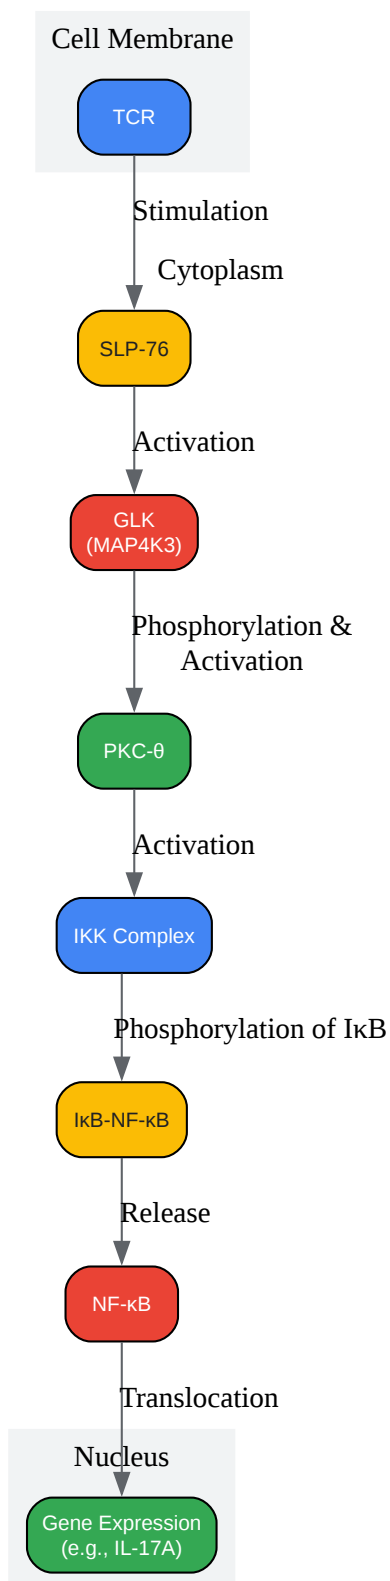 Cell Membrane
TCR
Stimulation
Cytoplasm
SLP-76
Activation
GLK
(MAP4K3)
Phosphorylation &
Activation
PKC-θ
Activation
IKK Complex
Phosphorylation of IκB
IκB-NF-κB
Release
NF-κB
Translocation
Nucleus
Gene Expression
(e.g., IL-17A)